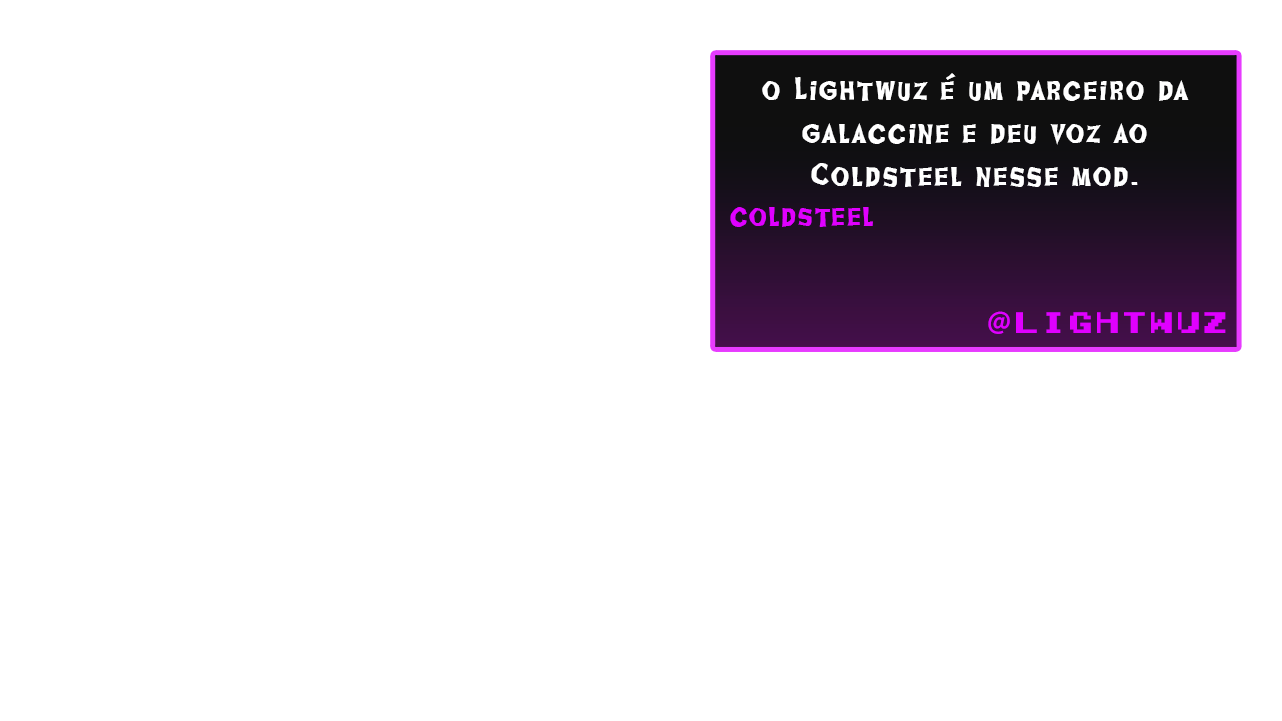 O LiGHTWUZ É UM PARCEiRO DA
GALACCiNE E DEU VOZ AO
COLDSTEEL NESSE MOD.
COLDSTEEL
@LIGHTWUZ